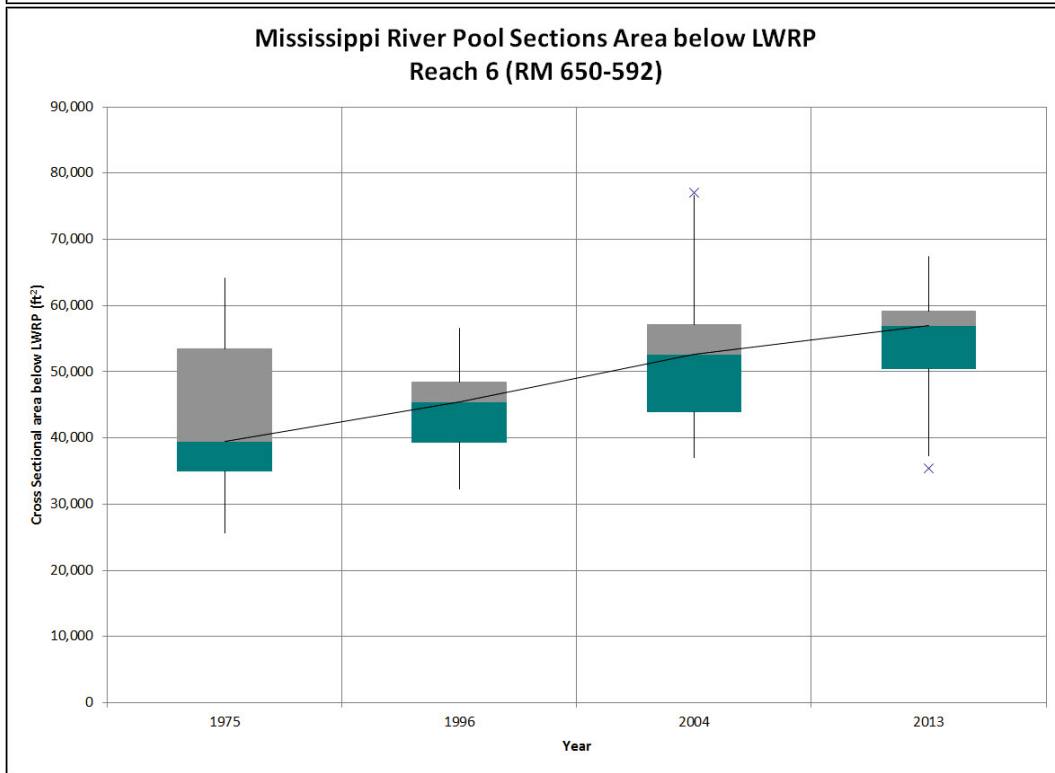 Mississippi River Pool Sections Area below LWRP
Reach 6 (RM 650-592)
90,000
80,000
70,000
60,000
50,000
40,000
30,000
20,000
10,000
0
Cross Sectional area below LWRP (ft²)
1975 1996 2004 2013
Year